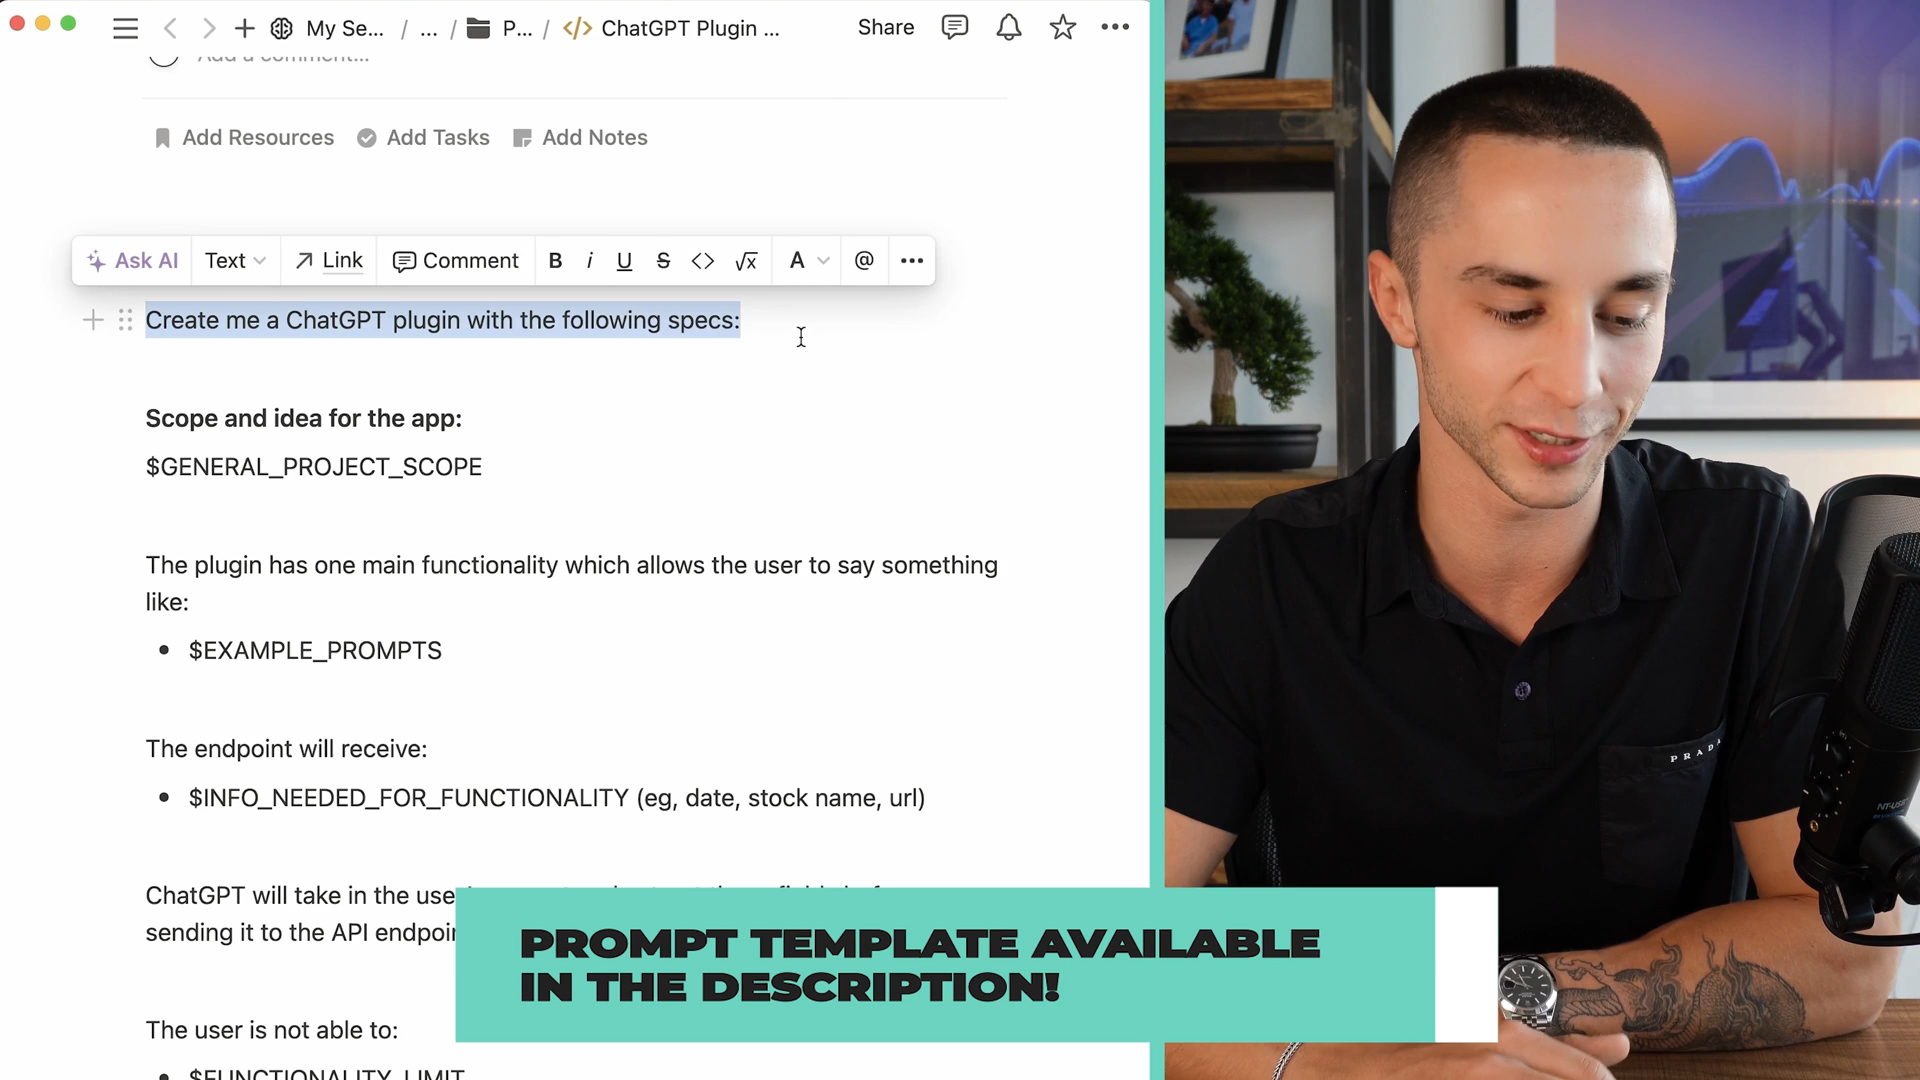 My Se... / ... / P... / </> ChatGPT Plugin ...
Share
Add a comment...
Add Resources
Add Tasks
Add Notes
Ask AI
Text
Link
Comment
B i U S <> √x A @ •••
Create me a ChatGPT plugin with the following specs:
Scope and idea for the app:
$GENERAL_PROJECT_SCOPE
The plugin has one main functionality which allows the user to say something
like:
• $EXAMPLE_PROMPTS
The endpoint will receive:
• $INFO_NEEDED_FOR_FUNCTIONALITY (eg, date, stock name, url)
ChatGPT will take in the
sending it to the API
PROMPT TEMPLATE AVAILABLE
IN THE DESCRIPTION!
The user is not able to:
• $FUNCTIONALITY_LIMIT
PRADA